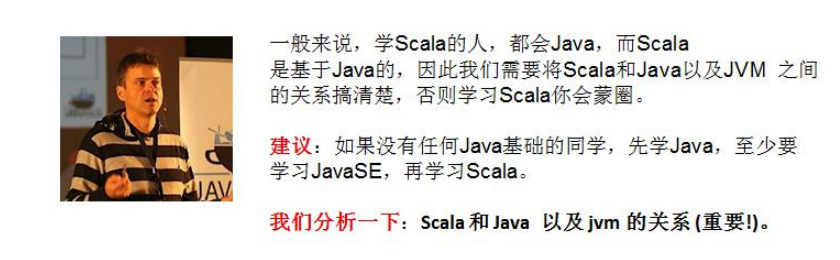 一般来说，学Scala的人，都会Java，而Scala
是基于Java的，因此我们需要将Scala和Java以及JVM 之间
的关系搞清楚，否则学习Scala你会蒙圈。
建议：如果没有任何Java基础的同学，先学Java，至少要
学习JavaSE，再学习Scala。
我们分析一下：Scala 和 Java 以及 jvm 的关系 (重要!)。
JAV